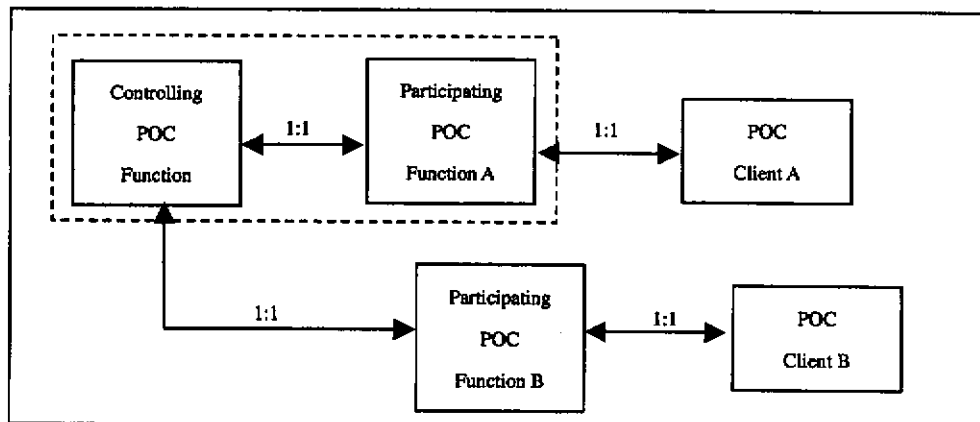 Controlling
POC
Function
1:1
Participating
POC
Function A
1:1
POC
Client A
1:1
Participating
POC
Function B
1:1
POC
Client B